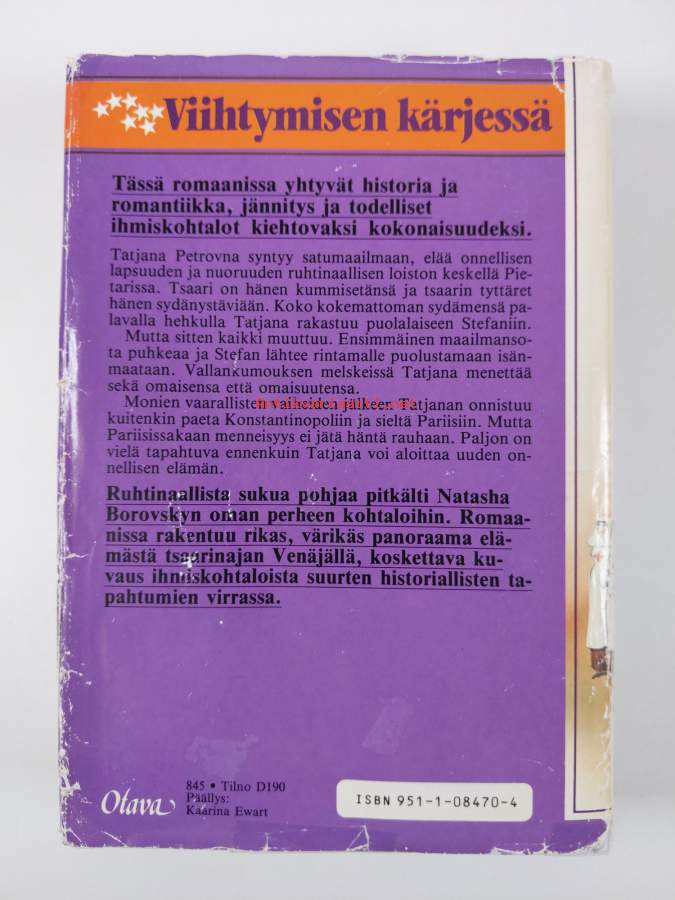 Viihtymisen kärjessä
Tässä romaanissa yhtyvät historia ja
romantiikka, jännitys ja todelliset
ihmiskohtalot kiehtovaksi kokonaisuudeksi.
Tatjana Petrovna syntyy satumaailmaan, elää onnellisen
lapsuuden ja nuoruuden ruhtinaallisen loiston keskellä Pie-
tarissa. Tsaari on hänen kummisetänsä ja tsaarin tyttäret
hänen sydänystäviään. Koko kokemattoman sydämensä pa-
lavalla hehkulla Tatjana rakastuu puolalaiseen Stefaniin.
Mutta sitten kaikki muuttuu. Ensimmäinen maailmanso-
ta puhkeaa ja Stefan lähtee rintamalle puolustamaan isän-
maataan. Vallankumouksen melskeissä Tatjana menettää
sekä omaisensa että omaisuutensa.
Monien vaarallisten vaiheiden jälkeen Tatjanan onnistuu
kuitenkin paeta Konstantinopoliin ja sieltä Pariisiin. Mutta
Pariisissakaan menneisyys ei jätä häntä rauhaan. Paljon on
vielä tapahtuva ennenkuin Tatjana voi aloittaa uuden on-
nellisen elämän.
Ruhtinaallista sukua pohjaa pitkälti Natasha
Borovskyn oman perheen kohtaloihin. Romaa-
nissa rakentuu rikas, värikäs panoraama elä-
mästä tsaarinajan Venäjällä, koskettava ku-
vaus ihmiskohtaloista suurten historiallisten ta-
pahtumien virrassa.
Otava
845 • Tilno D190
Päällys:
Kaarina Ewart
ISBN 951-1-08470-4